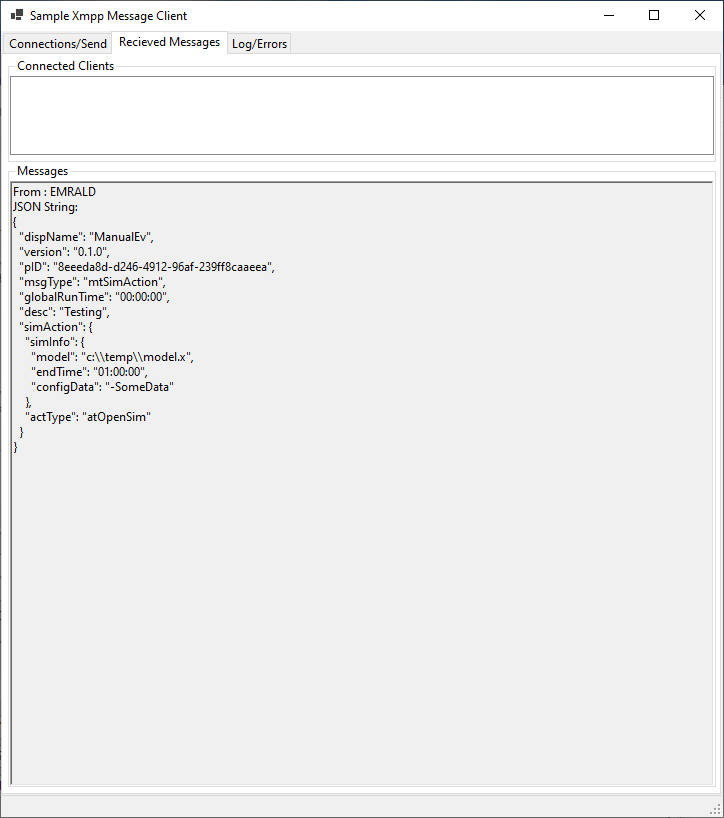 Sample Xmpp Message Client
Connections/Send Recieved Messages Log/Errors
Connected Clients
Messages
From : EMRALD
JSON String:
{
  "dispName": "ManualEv",
  "version": "0.1.0",
  "pID": "8eeeda8d-d246-4912-96af-239ff8caaeea",
  "msgType": "mtSimAction",
  "globalRunTime": "00:00:00",
  "desc": "Testing",
  "simAction": {
    "simInfo": {
      "model": "c:\\temp\\model.x",
      "endTime": "01:00:00",
      "configData": "-SomeData"
    },
    "actType": "atOpenSim"
  }
}